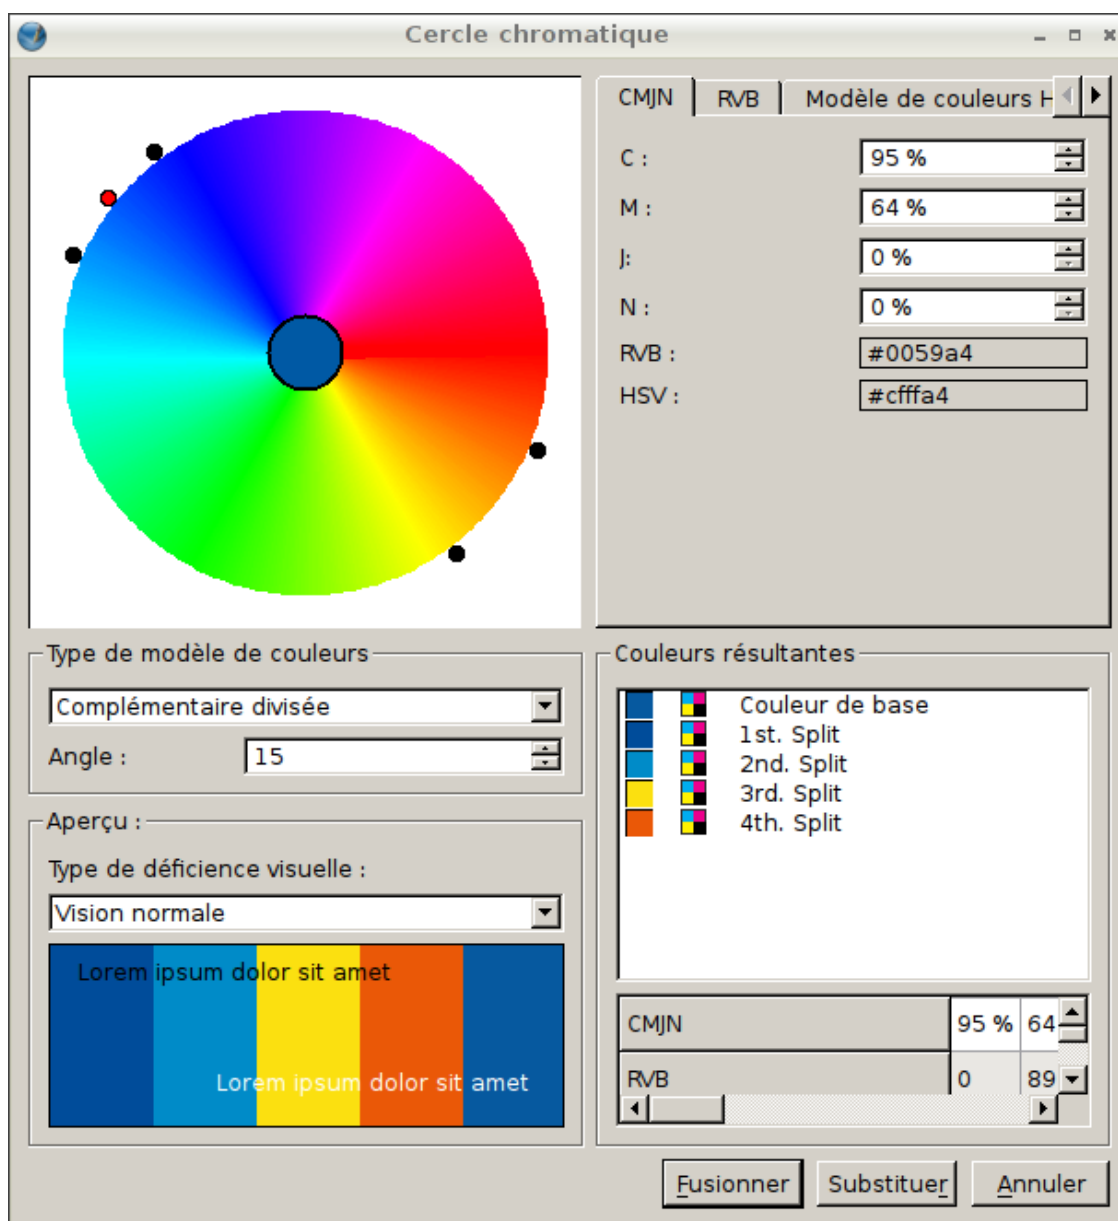 Cercle chromatique
CMJN
RVB
Modèle de couleurs H
C :
95 %
M :
64 %
J:
0 %
N :
0 %
RVB :
#0059a4
HSV :
#cfffa4
Type de modèle de couleurs
Complémentaire divisée
Angle :
15
Aperçu :
Type de déficience visuelle :
Vision normale
Lorem ipsum dolor sit amet
Lorem ipsum dolor sit amet
Couleurs résultantes
Couleur de base
1st. Split
2nd. Split
3rd. Split
4th. Split
CMJN 95 % 64
RVB 0 89
Fusionner
Substituer
Annuler